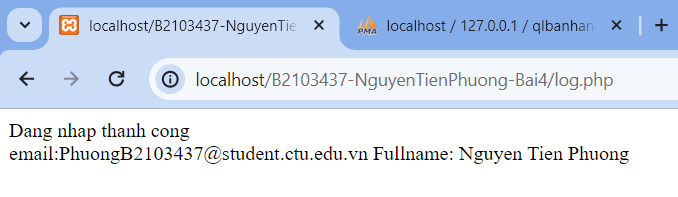 localhost/B2103437-NguyenTie
PMA
localhost / 127.0.0.1 / qlbanhan
localhost/B2103437-NguyenTienPhuong-Bai4/log.php
Dang nhap thanh cong
email:PhuongB2103437@student.ctu.edu.vn Fullname: Nguyen Tien Phuong